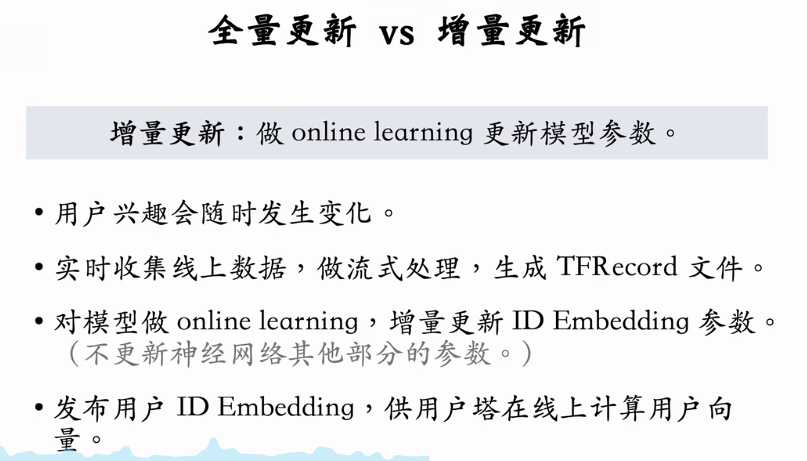 全量更新 vs 增量更新
增量更新：做 online learning 更新模型参数。
• 用户兴趣会随时发生变化。
• 实时收集线上数据，做流式处理，生成 TFRecord 文件。
• 对模型做 online learning，增量更新 ID Embedding 参数。
（不更新神经网络其他部分的参数。）
• 发布用户 ID Embedding，供用户塔在线上计算用户向
量。